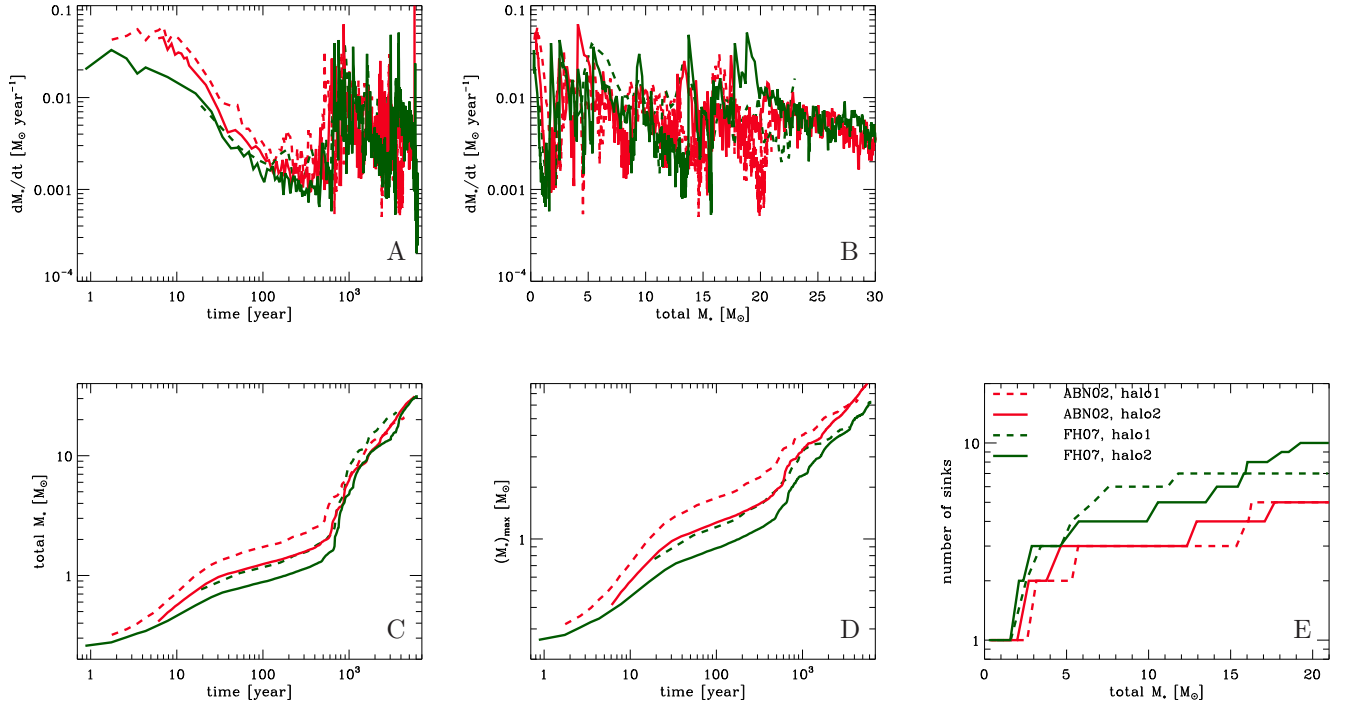 0.1
0.01
0.001
10⁻⁴
dM⋆/dt [M⊙ year⁻¹]
1 10 100 10³
time [year]
A
0.1
0.01
0.001
10⁻⁴
dM⋆/dt [M⊙ year⁻¹]
0 5 10 15 20 25 30
total M⋆ [M⊙]
B
10
1
total M⋆ [M⊙]
1 10 100 10³
time [year]
C
1
(M⋆)max [M⊙]
1 10 100 10³
time [year]
D
ABN02, halo1
ABN02, halo2
FH07, halo1
FH07, halo2
10
1
number of sinks
0 5 10 15 20
total M⋆ [M⊙]
E